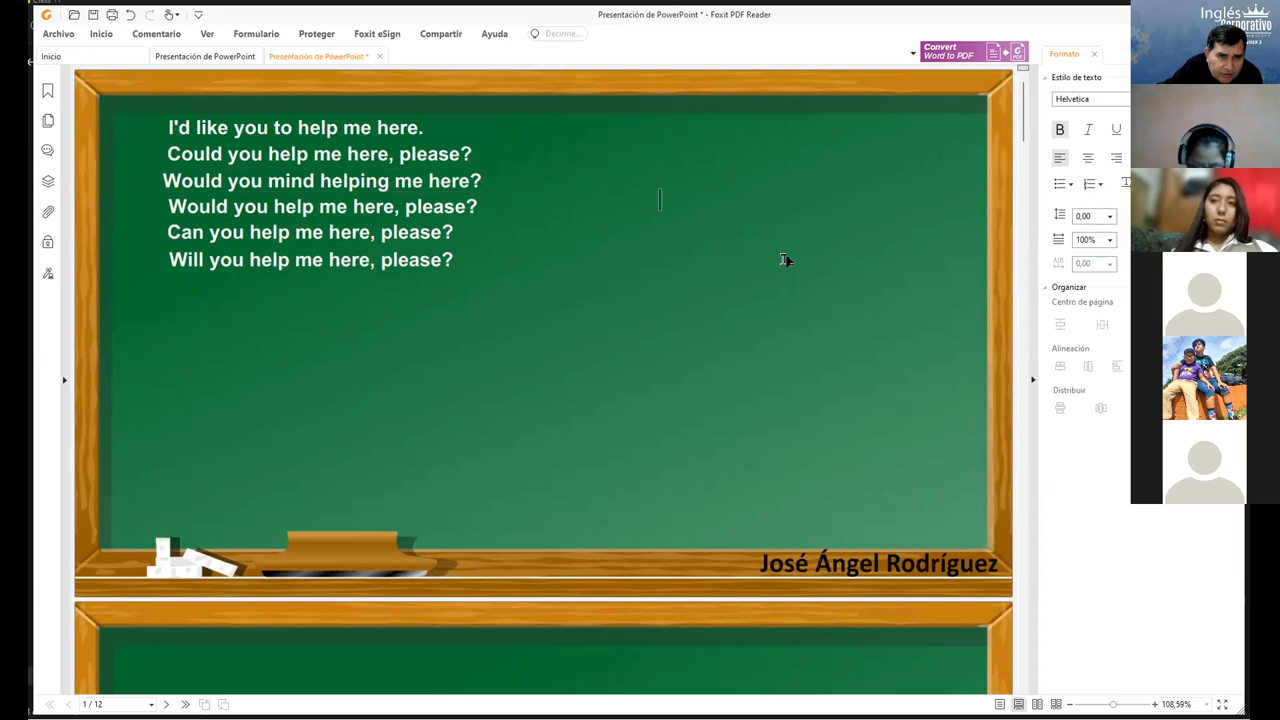 Presentación de PowerPoint * - Foxit PDF Reader
Archivo Inicio Comentario Ver Formulario Proteger Foxit eSign Compartir Ayuda Decirme...
Inicio Presentación de PowerPoint Presentación de PowerPoint *
Convert
Word to PDF
Formato
Estilo de texto
Helvetica
B I U
0,00
100%
0,00
Organizar
Centro de página
Alineación
Distribuir
I'd like you to help me here.
Could you help me here, please?
Would you mind helping me here?
Would you help me here, please?
Can you help me here, please?
Will you help me here, please?
José Ángel Rodríguez
1 / 12
108,59%
Inglés
Corporativo